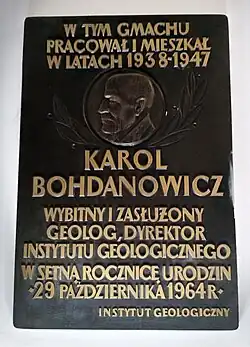 W TYM GMACHU
PRACOWAŁ I MIESZKAŁ
W LATACH 1938-1947
KAROL
BOHDANOWICZ
WYBITNY I ZASŁUŻONY
GEOLOG, DYREKTOR
INSTYTUTU GEOLOGICZNEGO
W SETNĄ ROCZNICĘ URODZIN
·29 PAŹDZIERNIKA 1964 R·
INSTYTUT GEOLOGICZNY